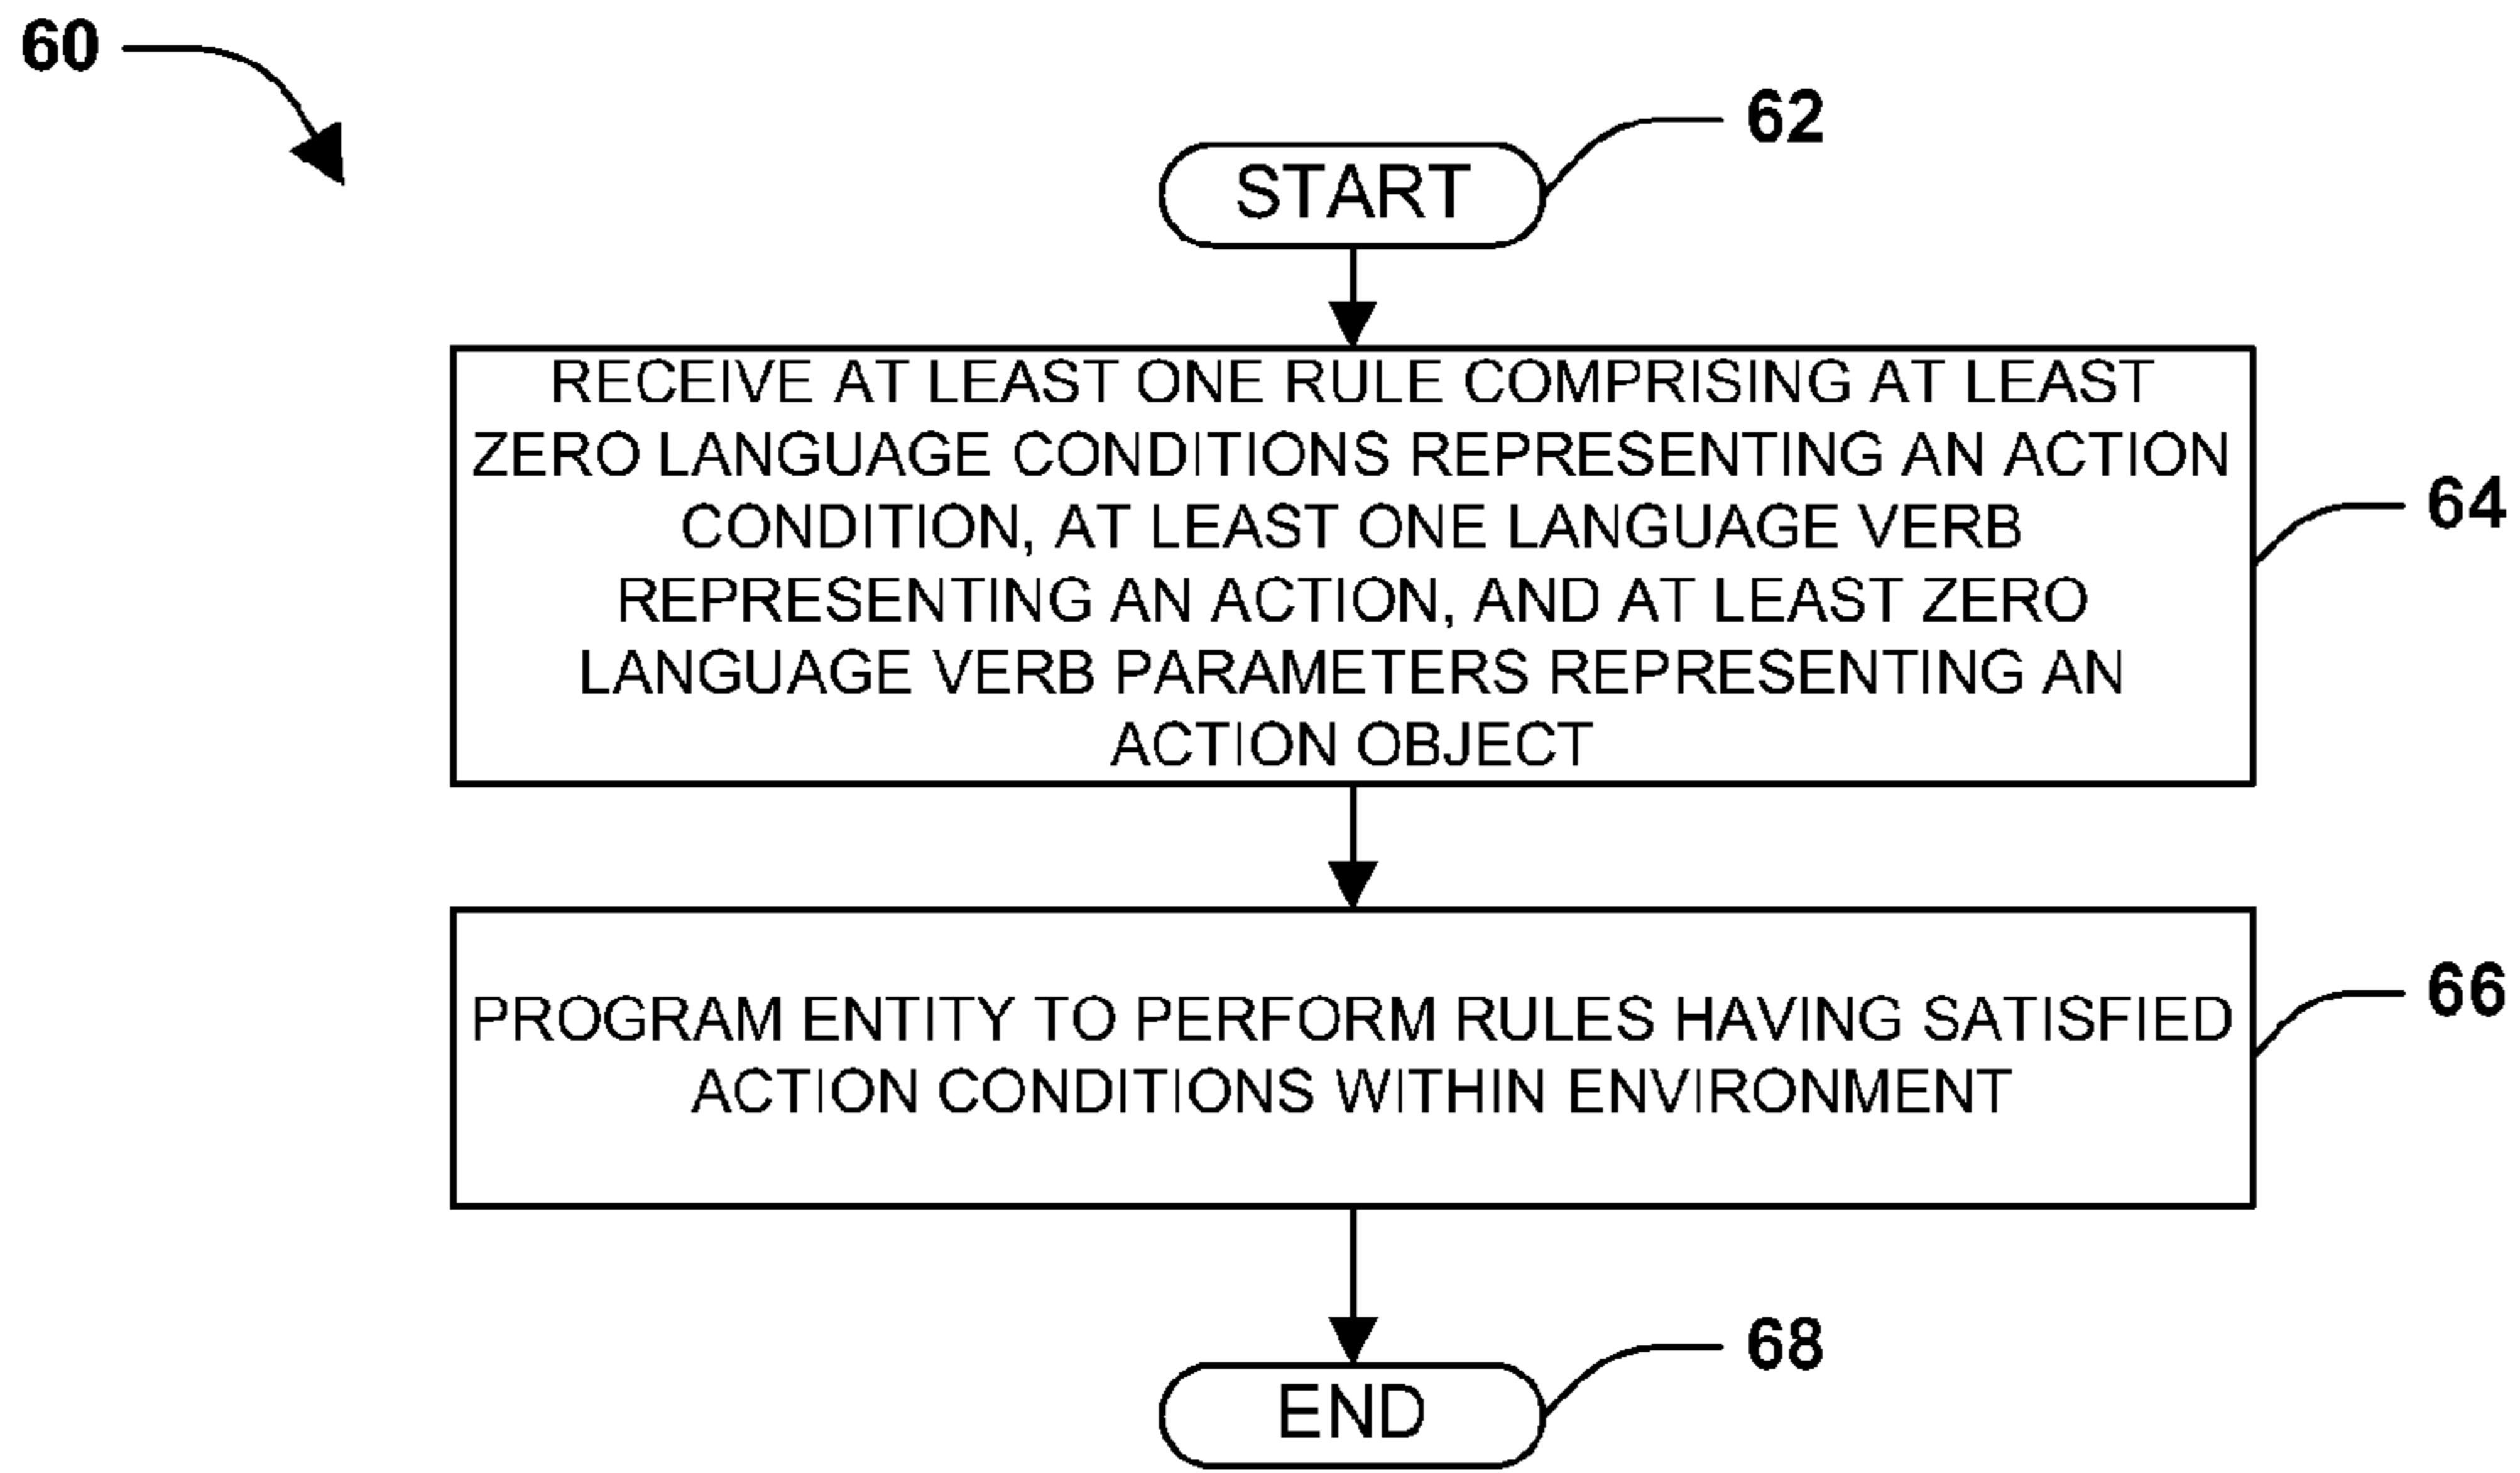 60
62
START
RECEIVE AT LEAST ONE RULE COMPRISING AT LEAST
ZERO LANGUAGE CONDITIONS REPRESENTING AN ACTION
CONDITION, AT LEAST ONE LANGUAGE VERB
REPRESENTING AN ACTION, AND AT LEAST ZERO
LANGUAGE VERB PARAMETERS REPRESENTING AN
ACTION OBJECT
64
PROGRAM ENTITY TO PERFORM RULES HAVING SATISFIED
ACTION CONDITIONS WITHIN ENVIRONMENT
66
68
END